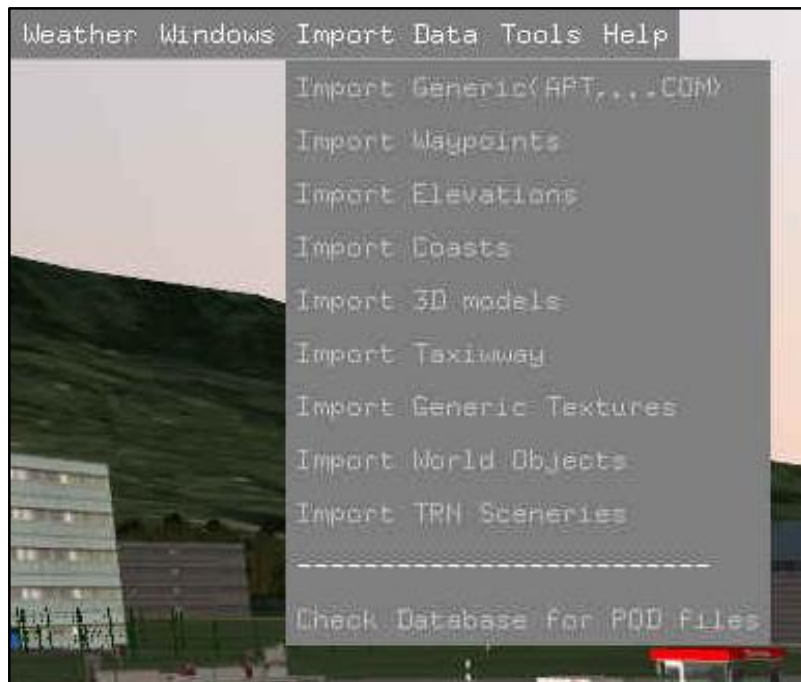 Weather Windows Import Data Tools Help
Import Generic(APT,...COM)
Import Waypoints
Import Elevations
Import Coasts
Import 3D models
Import Taxiwway
Import Generic Textures
Import World Objects
Import TRN Sceneries
----------------------------
Check Database for POD files